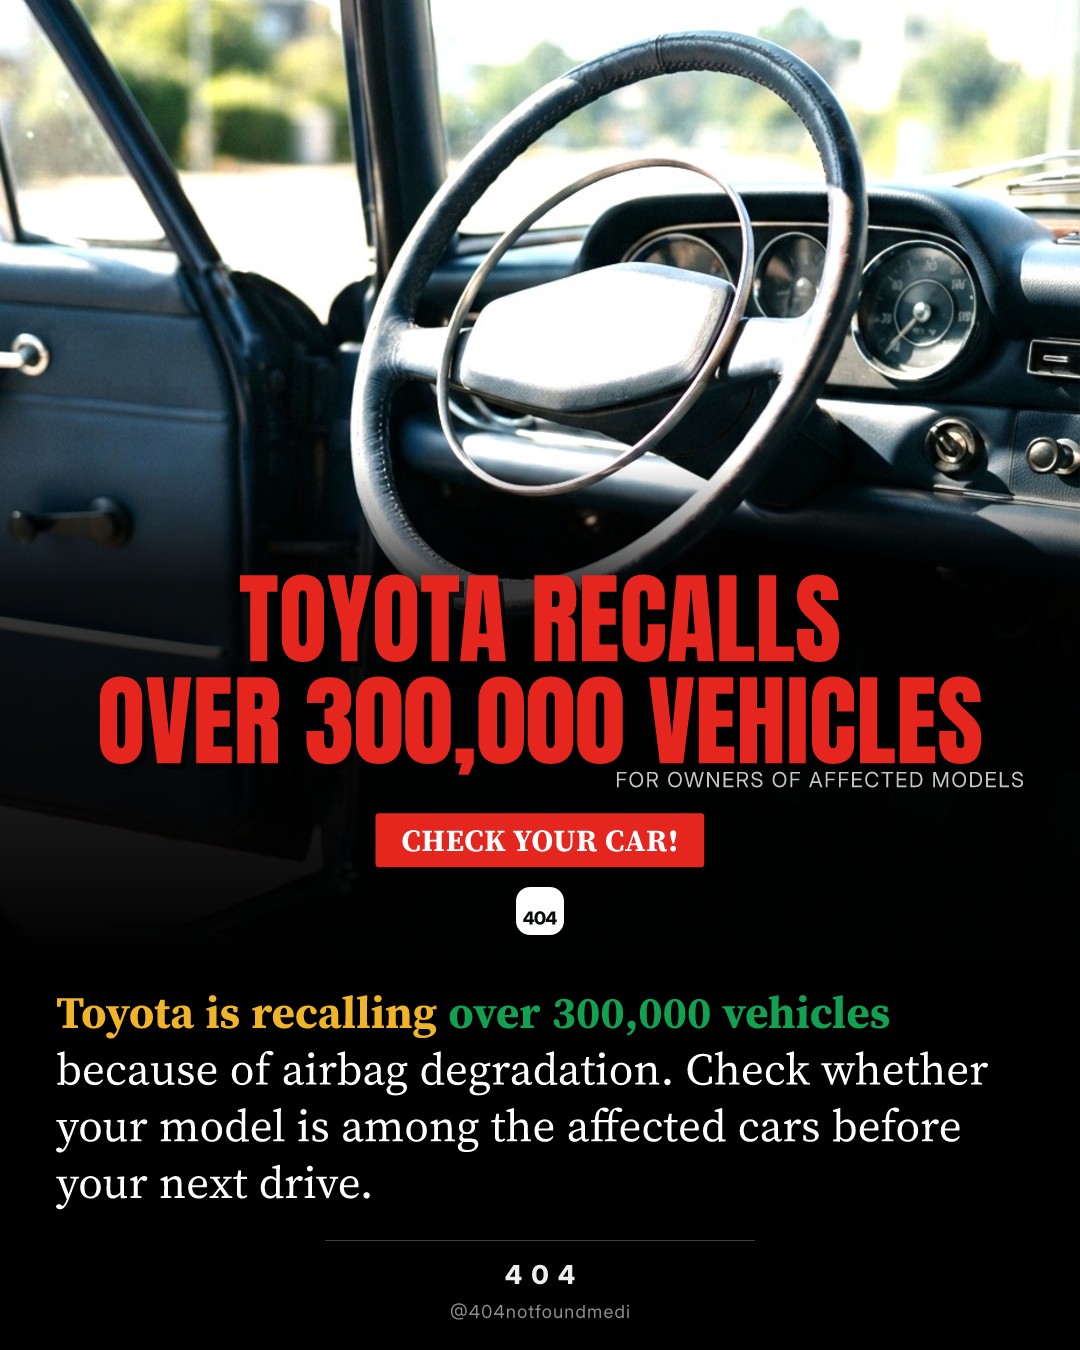 TOYOTA RECALLS
OVER 300,000 VEHICLES
FOR OWNERS OF AFFECTED MODELS
CHECK YOUR CAR!
404
Toyota is recalling over 300,000 vehicles
because of airbag degradation. Check whether
your model is among the affected cars before
your next drive.
404
@404notfoundmedi